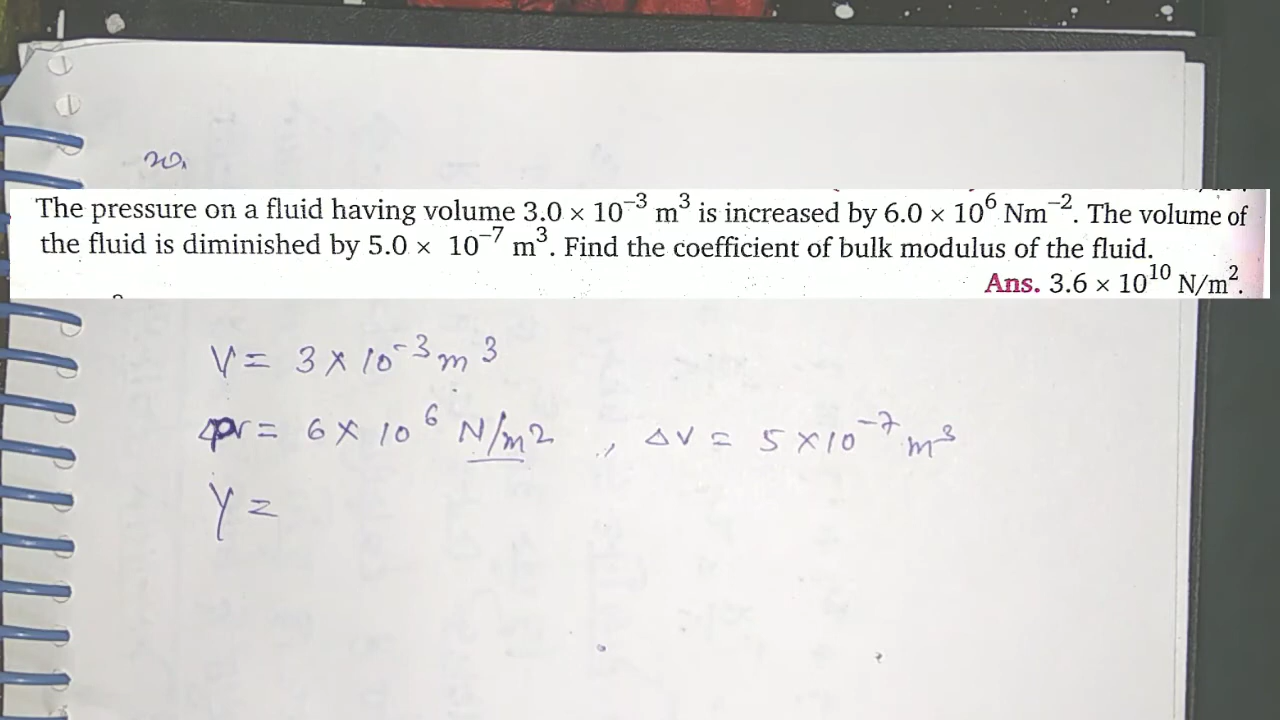 20.
The pressure on a fluid having volume 3.0 × 10⁻³ m³ is increased by 6.0 × 10⁶ Nm⁻². The volume of
the fluid is diminished by 5.0 × 10⁻⁷ m³. Find the coefficient of bulk modulus of the fluid.
Ans. 3.6 × 10¹⁰ N/m².
V = 3 × 10⁻³ m³
ΔP = 6 × 10⁶ N/m² , ΔV = 5 × 10⁻⁷ m³
Y =